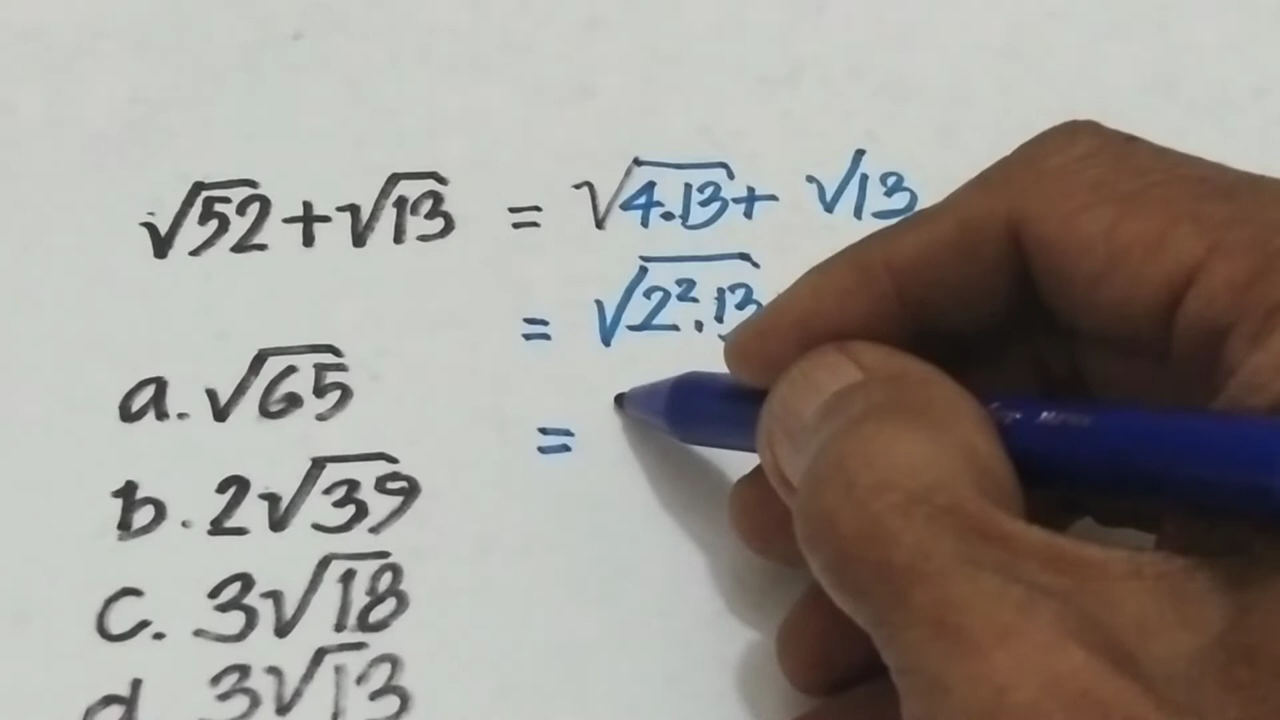 √52 + √13 = √4.13 + √13
= √2².13
=
a. √65
b. 2√39
c. 3√18
d. 3√13